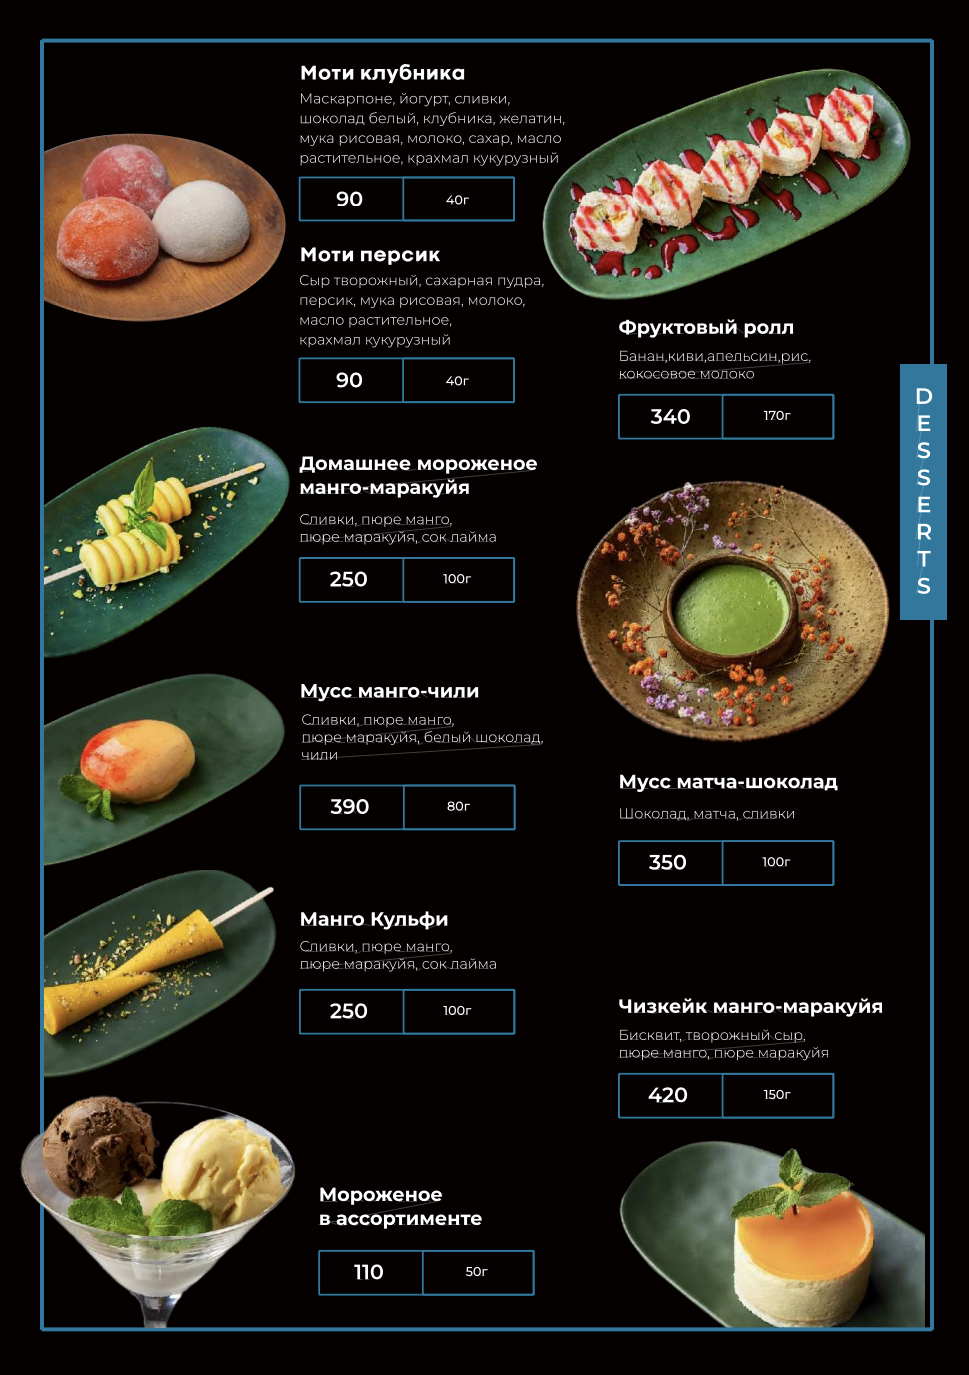 Моти клубника
Маскарпоне, йогурт, сливки,
шоколад белый, клубника, желатин,
мука рисовая, молоко, сахар, масло
растительное, крахмал кукурузный
90 40г
Моти персик
Сыр творожный, сахарная пудра,
персик, мука рисовая, молоко,
масло растительное,
крахмал кукурузный
90 40г
Домашнее мороженое
манго-маракуйя
Сливки, пюре манго,
пюре маракуйя, сок лайма
250 100г
Мусс манго-чили
Сливки, пюре манго,
пюре маракуйя, белый шоколад,
чили
390 80г
Манго Кульфи
Сливки, пюре манго,
пюре маракуйя, сок лайма
250 100г
Мороженое
в ассортименте
110 50г
Фруктовый ролл
Банан,киви,апельсин,рис,
кокосовое молоко
340 170г
Мусс матча-шоколад
Шоколад, матча, сливки
350 100г
Чизкейк манго-маракуйя
Бисквит, творожный сыр,
пюре манго, пюре маракуйя
420 150г
DESSERTS